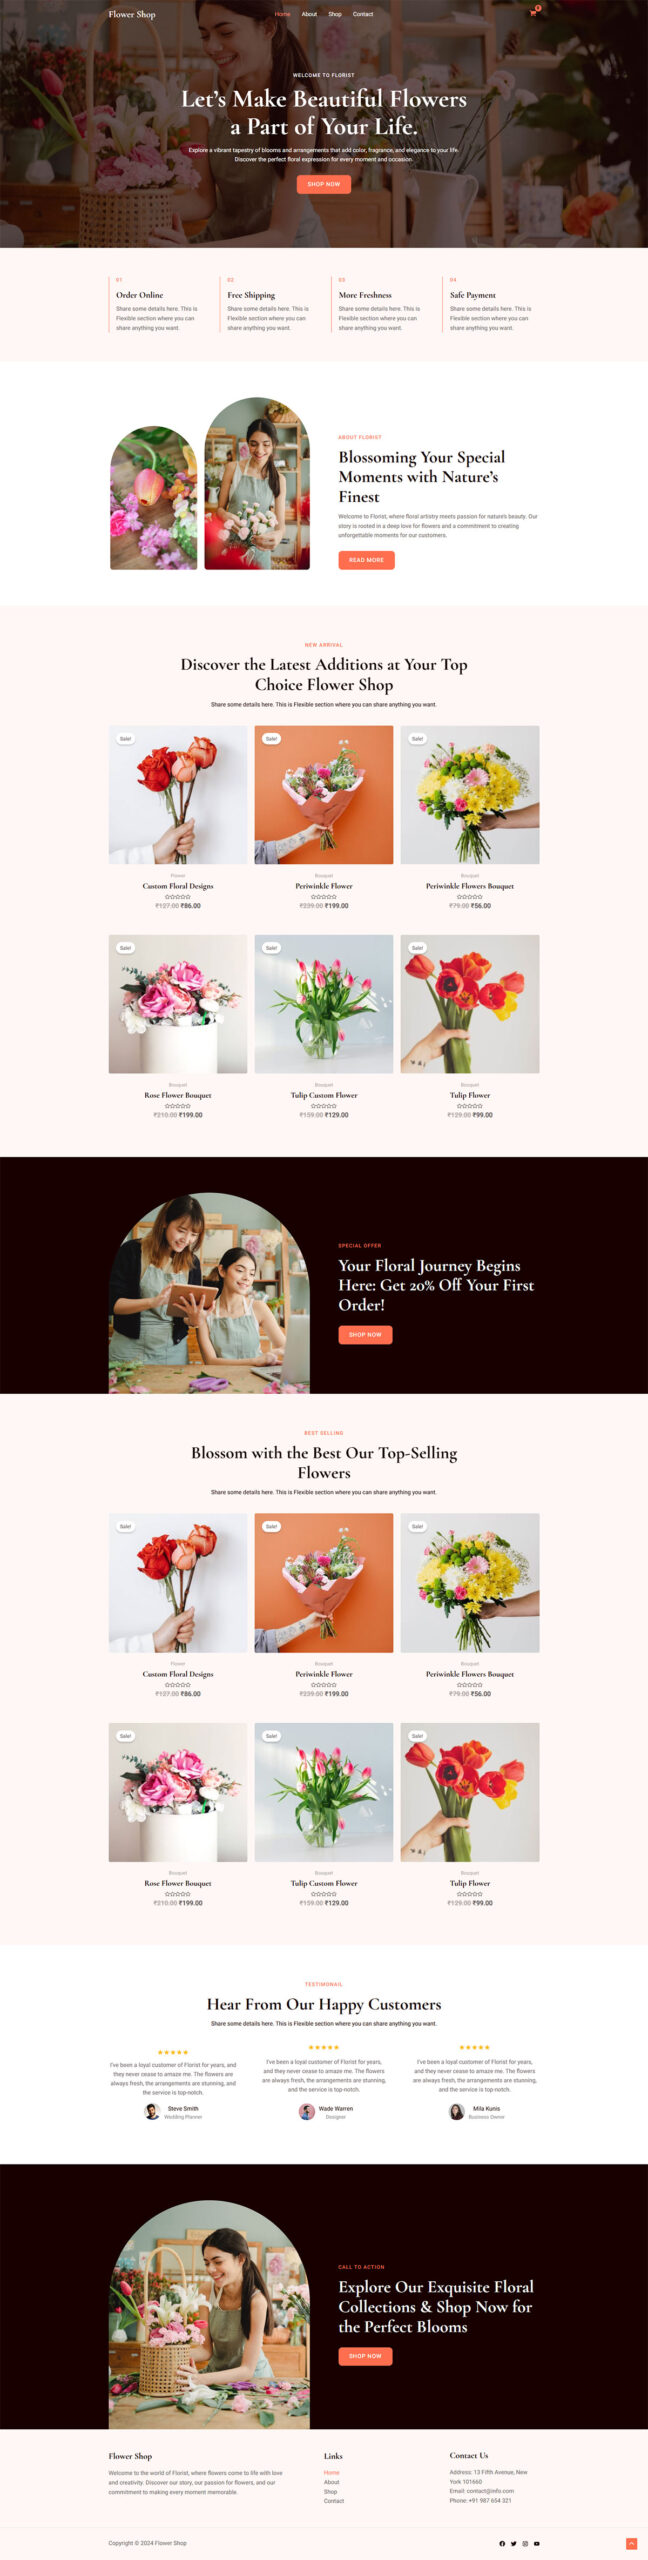 Flower Shop
Home About Shop Contact
0
WELCOME TO FLORIST
Let's Make Beautiful Flowers
a Part of Your Life.
Explore a vibrant tapestry of blooms and arrangements that add color, fragrance, and elegance to your life.
Discover the perfect floral expression for every moment and occasion.
SHOP NOW
01
Order Online
Share some details here. This is
Flexible section where you can
share anything you want.
02
Free Shipping
Share some details here. This is
Flexible section where you can
share anything you want.
03
More Freshness
Share some details here. This is
Flexible section where you can
share anything you want.
04
Safe Payment
Share some details here. This is
Flexible section where you can
share anything you want.
ABOUT FLORIST
Blossoming Your Special
Moments with Nature's
Finest
Welcome to Florist, where floral artistry meets passion for nature's beauty. Our
story is rooted in a deep love for flowers and a commitment to creating
unforgettable moments for our customers.
READ MORE
NEW ARRIVAL
Discover the Latest Additions at Your Top
Choice Flower Shop
Share some details here. This is Flexible section where you can share anything you want.
Sale!
Flower
Custom Floral Designs
₹127.00 ₹86.00
Sale!
Bouquet
Periwinkle Flower
₹239.00 ₹199.00
Sale!
Bouquet
Periwinkle Flowers Bouquet
₹79.00 ₹56.00
Sale!
Bouquet
Rose Flower Bouquet
₹210.00 ₹199.00
Sale!
Bouquet
Tulip Custom Flower
₹159.00 ₹129.00
Sale!
Bouquet
Tulip Flower
₹129.00 ₹99.00
SPECIAL OFFER
Your Floral Journey Begins
Here: Get 20% Off Your First
Order!
SHOP NOW
BEST SELLING
Blossom with the Best Our Top-Selling
Flowers
Share some details here. This is Flexible section where you can share anything you want.
Sale!
Flower
Custom Floral Designs
₹127.00 ₹86.00
Sale!
Bouquet
Periwinkle Flower
₹239.00 ₹199.00
Sale!
Bouquet
Periwinkle Flowers Bouquet
₹79.00 ₹56.00
Sale!
Bouquet
Rose Flower Bouquet
₹210.00 ₹199.00
Sale!
Bouquet
Tulip Custom Flower
₹159.00 ₹129.00
Sale!
Bouquet
Tulip Flower
₹129.00 ₹99.00
TESTIMONAIL
Hear From Our Happy Customers
Share some details here. This is Flexible section where you can share anything you want.
I've been a loyal customer of Florist for years, and
they never cease to amaze me. The flowers are
always fresh, the arrangements are stunning, and
the service is top-notch.
Steve Smith
Wedding Planner
I've been a loyal customer of Florist for years,
and they never cease to amaze me. The flowers
are always fresh, the arrangements are stunning,
and the service is top-notch.
Wade Warren
Designer
I've been a loyal customer of Florist for years,
and they never cease to amaze me. The flowers
are always fresh, the arrangements are stunning,
and the service is top-notch.
Mila Kunis
Business Owner
CALL TO ACTION
Explore Our Exquisite Floral
Collections & Shop Now for
the Perfect Blooms
SHOP NOW
Flower Shop
Welcome to the world of Florist, where flowers come to life with love
and creativity. Discover our story, our passion for flowers, and our
commitment to making every moment memorable.
Links
Home
About
Shop
Contact
Contact Us
Address: 13 Fifth Avenue, New
York 101660
Email: contact@info.com
Phone: +91 987 654 321
Copyright © 2024 Flower Shop